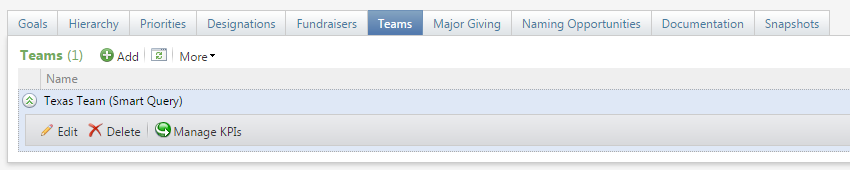 Goals Hierarchy Priorities Designations Fundraisers Teams Major Giving Naming Opportunities Documentation Snapshots
Teams (1) Add More
Name
Texas Team (Smart Query)
Edit Delete Manage KPIs